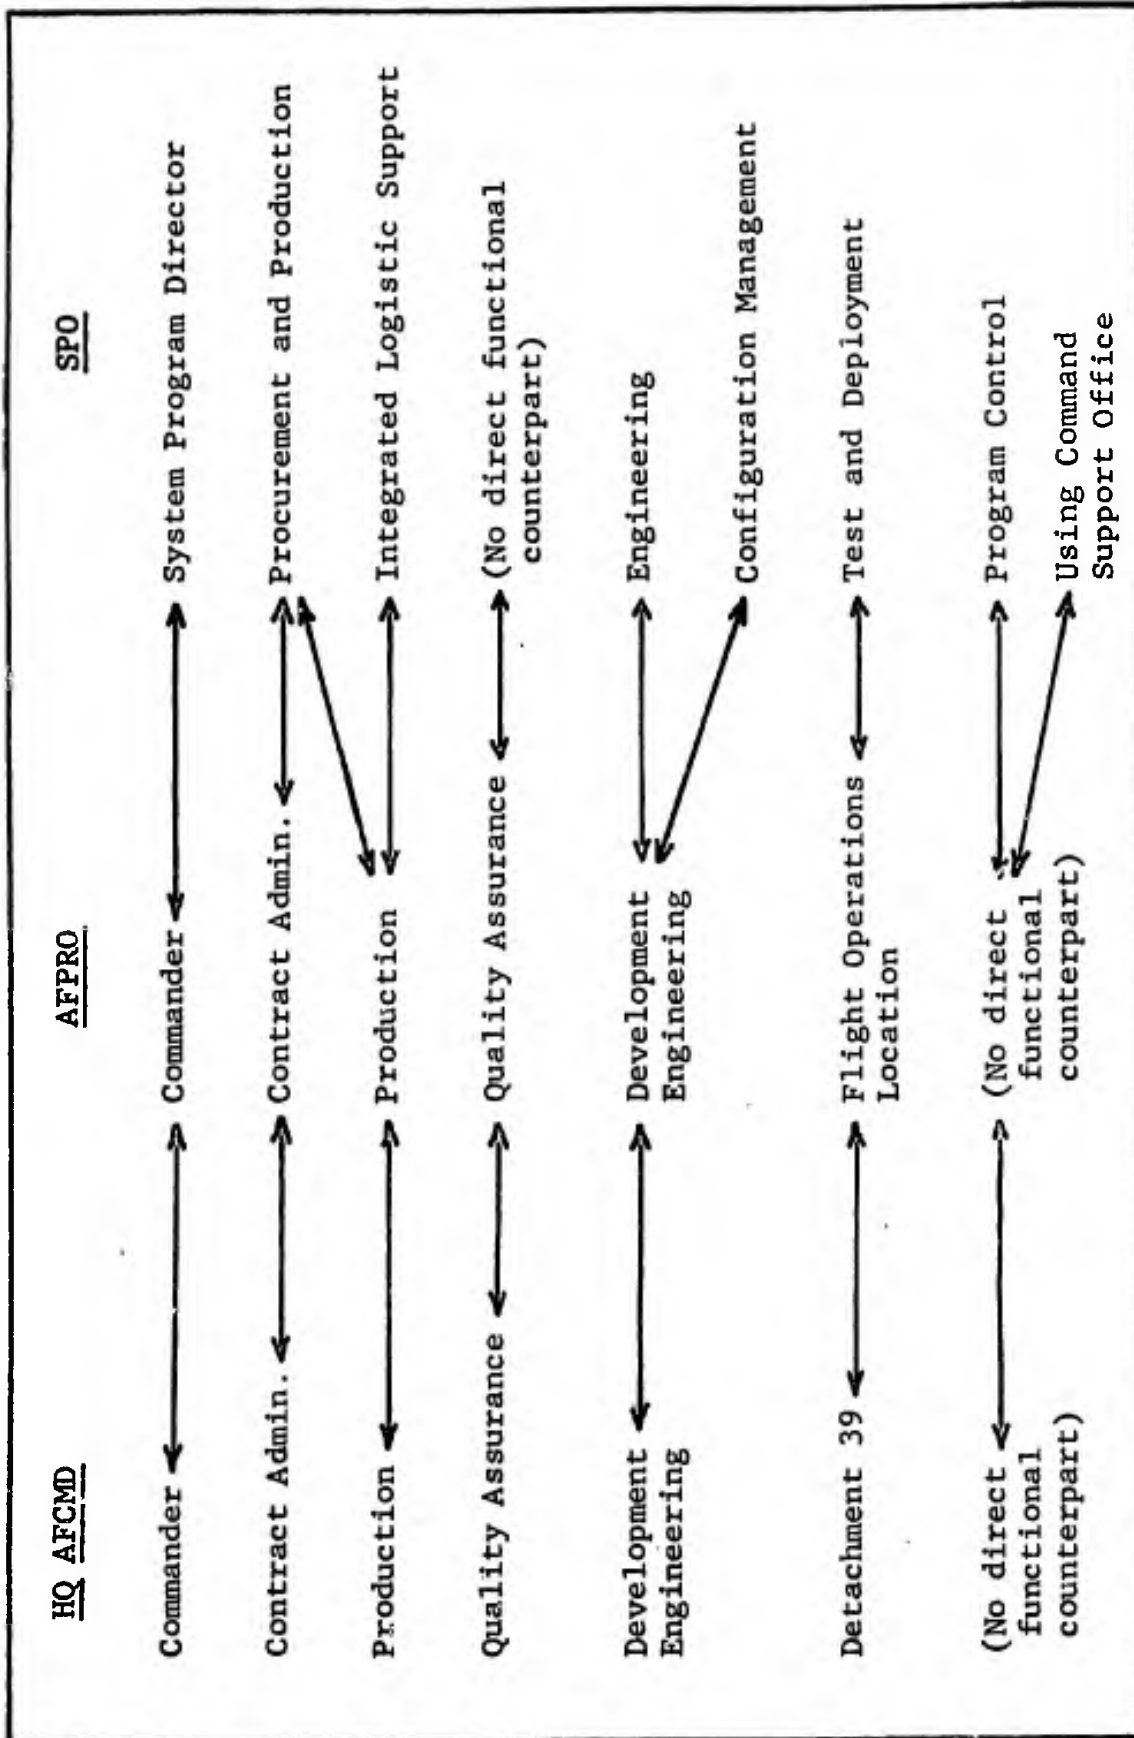 HQ AFCMD
AFPRO
SPO
Commander
Commander
System Program Director
Contract Admin.
Contract Admin.
Procurement and Production
Production
Production
Integrated Logistic Support
Quality Assurance
Quality Assurance
(No direct functional
counterpart)
Development
Engineering
Development
Engineering
Engineering
Configuration Management
Detachment 39
Flight Operations
Location
Test and Deployment
(No direct
functional
counterpart)
(No direct
functional
counterpart)
Program Control
Using Command
Support Office